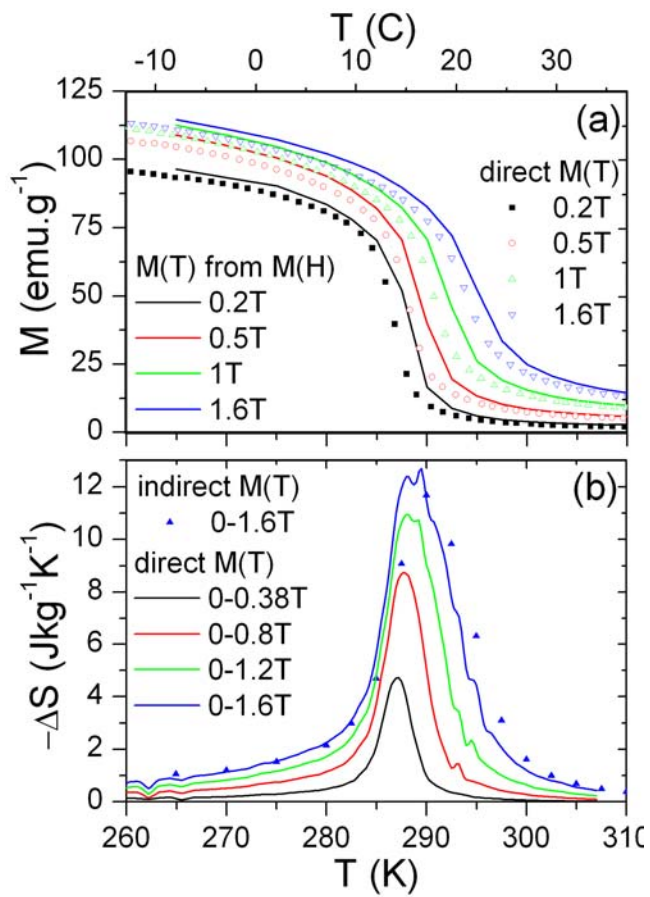 T (C)
-10 0 10 20 30
(a)
125
100
75
50
25
0
M (emu.g⁻¹)
direct M(T)
0.2T
0.5T
1T
1.6T
M(T) from M(H)
0.2T
0.5T
1T
1.6T
(b)
12
10
8
6
4
2
0
−ΔS (Jkg⁻¹K⁻¹)
indirect M(T)
0-1.6T
direct M(T)
0-0.38T
0-0.8T
0-1.2T
0-1.6T
260 270 280 290 300 310
T (K)